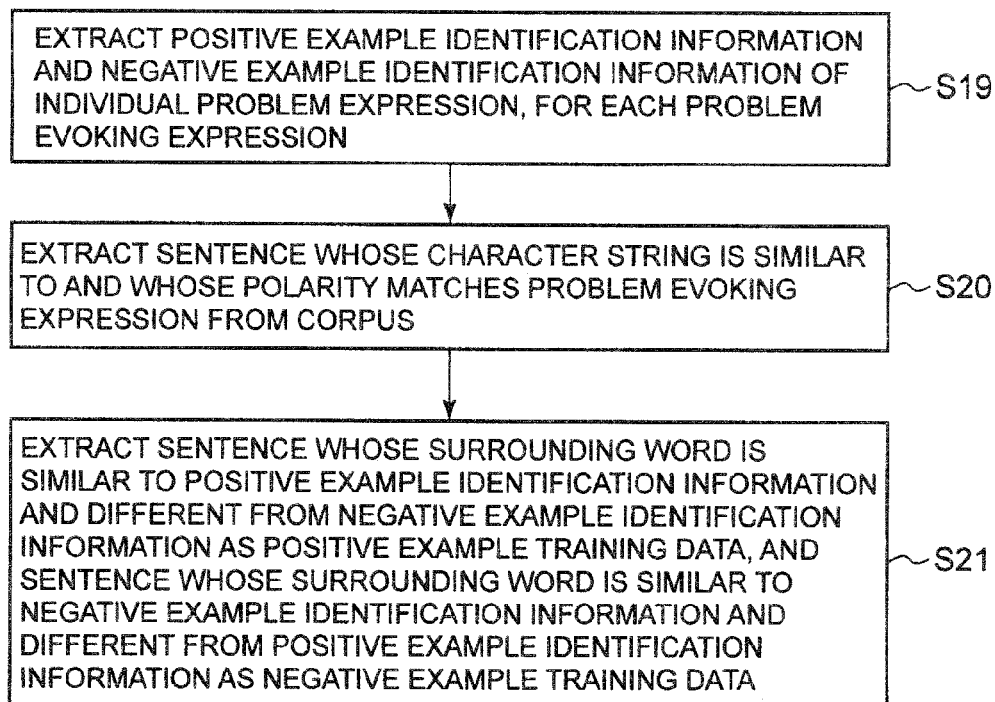 EXTRACT POSITIVE EXAMPLE IDENTIFICATION INFORMATION
AND NEGATIVE EXAMPLE IDENTIFICATION INFORMATION OF
INDIVIDUAL PROBLEM EXPRESSION, FOR EACH PROBLEM
EVOKING EXPRESSION
S19
EXTRACT SENTENCE WHOSE CHARACTER STRING IS SIMILAR
TO AND WHOSE POLARITY MATCHES PROBLEM EVOKING
EXPRESSION FROM CORPUS
S20
EXTRACT SENTENCE WHOSE SURROUNDING WORD IS
SIMILAR TO POSITIVE EXAMPLE IDENTIFICATION INFORMATION
AND DIFFERENT FROM NEGATIVE EXAMPLE IDENTIFICATION
INFORMATION AS POSITIVE EXAMPLE TRAINING DATA, AND
SENTENCE WHOSE SURROUNDING WORD IS SIMILAR TO
NEGATIVE EXAMPLE IDENTIFICATION INFORMATION AND
DIFFERENT FROM POSITIVE EXAMPLE IDENTIFICATION
INFORMATION AS NEGATIVE EXAMPLE TRAINING DATA
S21